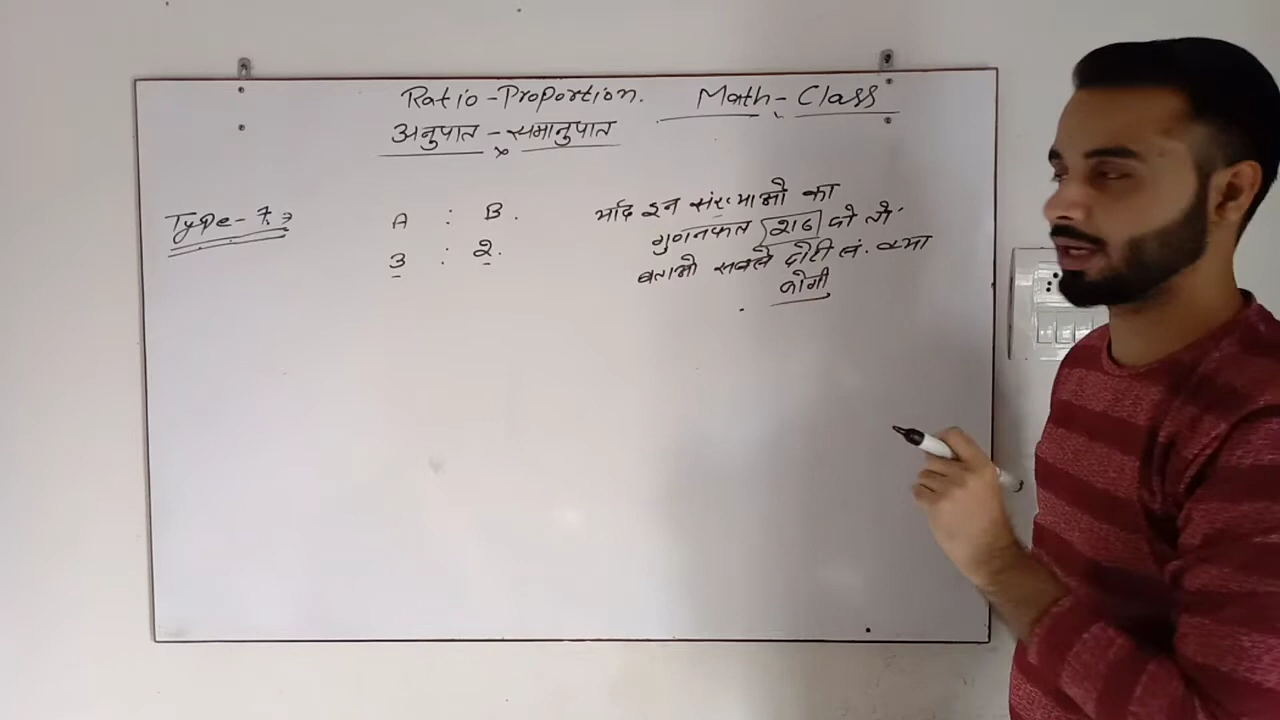 Ratio-Proportion. Math-Class
अनुपात - समानुपात
Type-7.
A : B.
3 : 2.
यदि इन संख्याओ का
गुणनफल 216 हो तो
बताओ सबसे छोटी सं. क्या
होगी